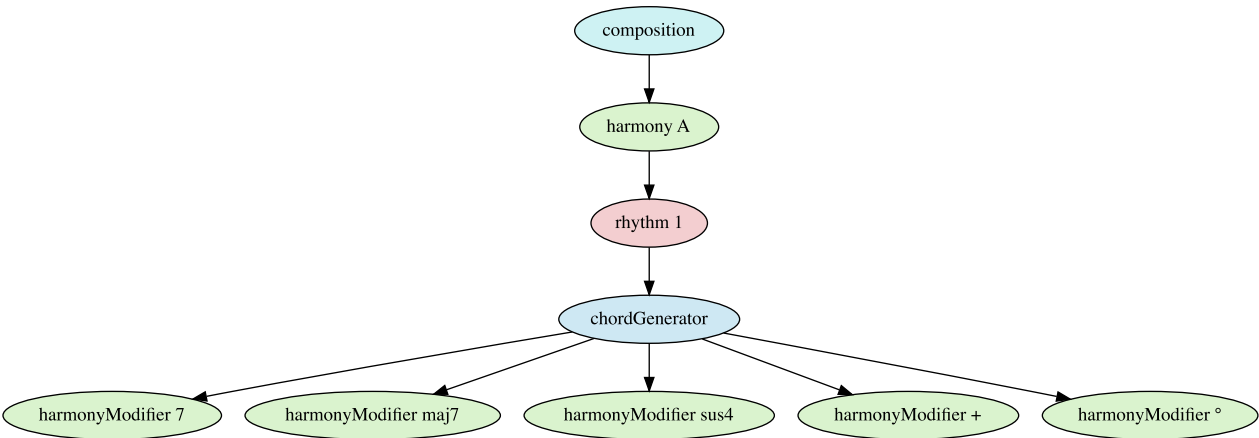 composition
harmony A
rhythm 1
chordGenerator
harmonyModifier 7
harmonyModifier maj7
harmonyModifier sus4
harmonyModifier +
harmonyModifier °